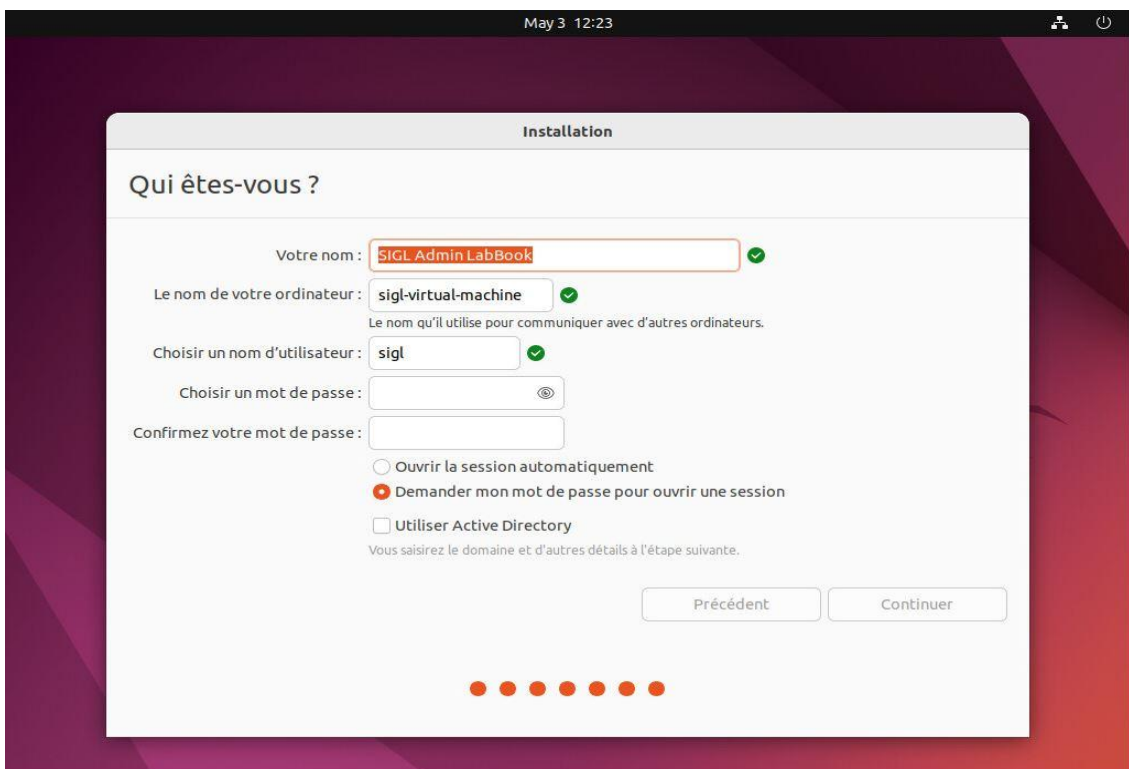 May 3 12:23
Installation
Qui êtes-vous ?
Votre nom : SIGL Admin LabBook
Le nom de votre ordinateur : sigl-virtual-machine
Le nom qu'il utilise pour communiquer avec d'autres ordinateurs.
Choisir un nom d'utilisateur : sigl
Choisir un mot de passe :
Confirmez votre mot de passe :
Ouvrir la session automatiquement
Demander mon mot de passe pour ouvrir une session
Utiliser Active Directory
Vous saisirez le domaine et d'autres détails à l'étape suivante.
Précédent Continuer